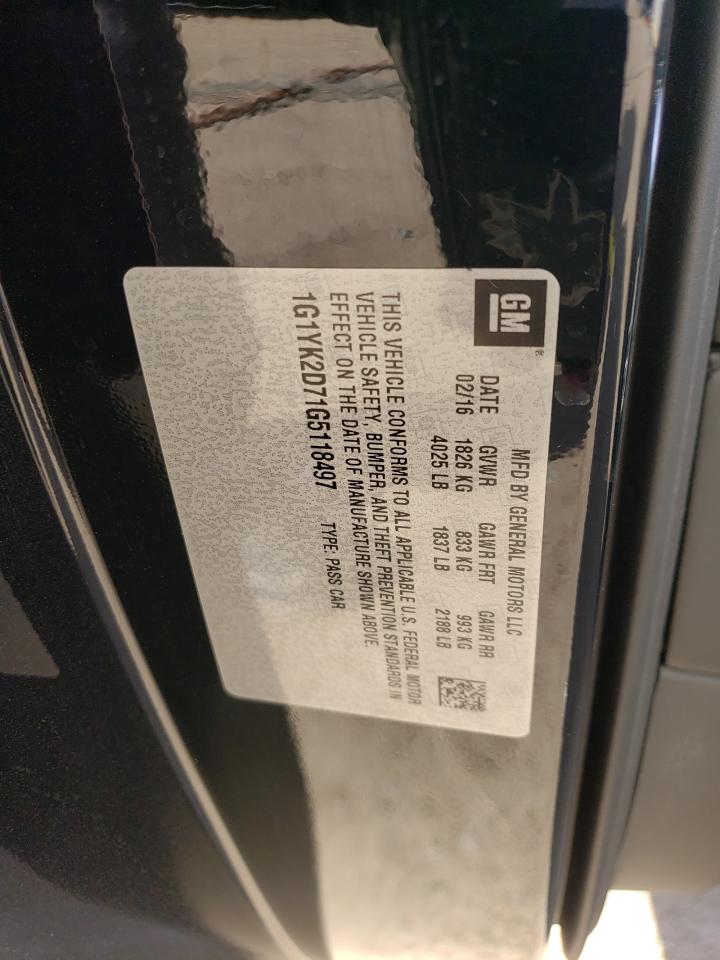 GM
®
MFD BY GENERAL MOTORS LLC
DATE GVWR GAWR FRT GAWR RR
02/16 1826 KG 833 KG 993 KG
4025 LB 1837 LB 2188 LB
THIS VEHICLE CONFORMS TO ALL APPLICABLE U.S. FEDERAL MOTOR
VEHICLE SAFETY, BUMPER, AND THEFT PREVENTION STANDARDS IN
EFFECT ON THE DATE OF MANUFACTURE SHOWN ABOVE.
1G1YK2D71G5118497 TYPE: PASS CAR